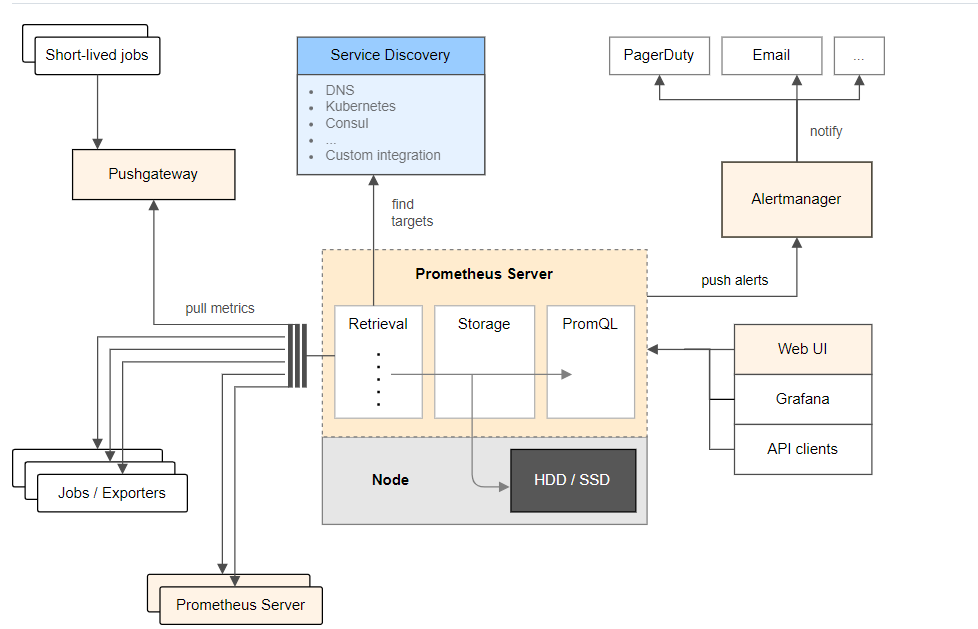 Short-lived jobs
Service Discovery
DNS
Kubernetes
Consul
...
Custom integration
PagerDuty
Email
...
notify
Pushgateway
Alertmanager
find
targets
Prometheus Server
push alerts
pull metrics
Retrieval
Storage
PromQL
Web UI
Grafana
API clients
Node
HDD / SSD
Jobs / Exporters
Prometheus Server